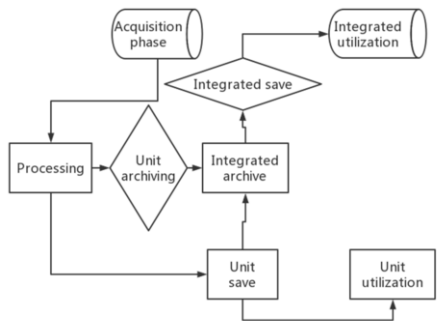 Acquisition
phase
Integrated
utilization
Integrated save
Processing
Unit
archiving
Integrated
archive
Unit
save
Unit
utilization